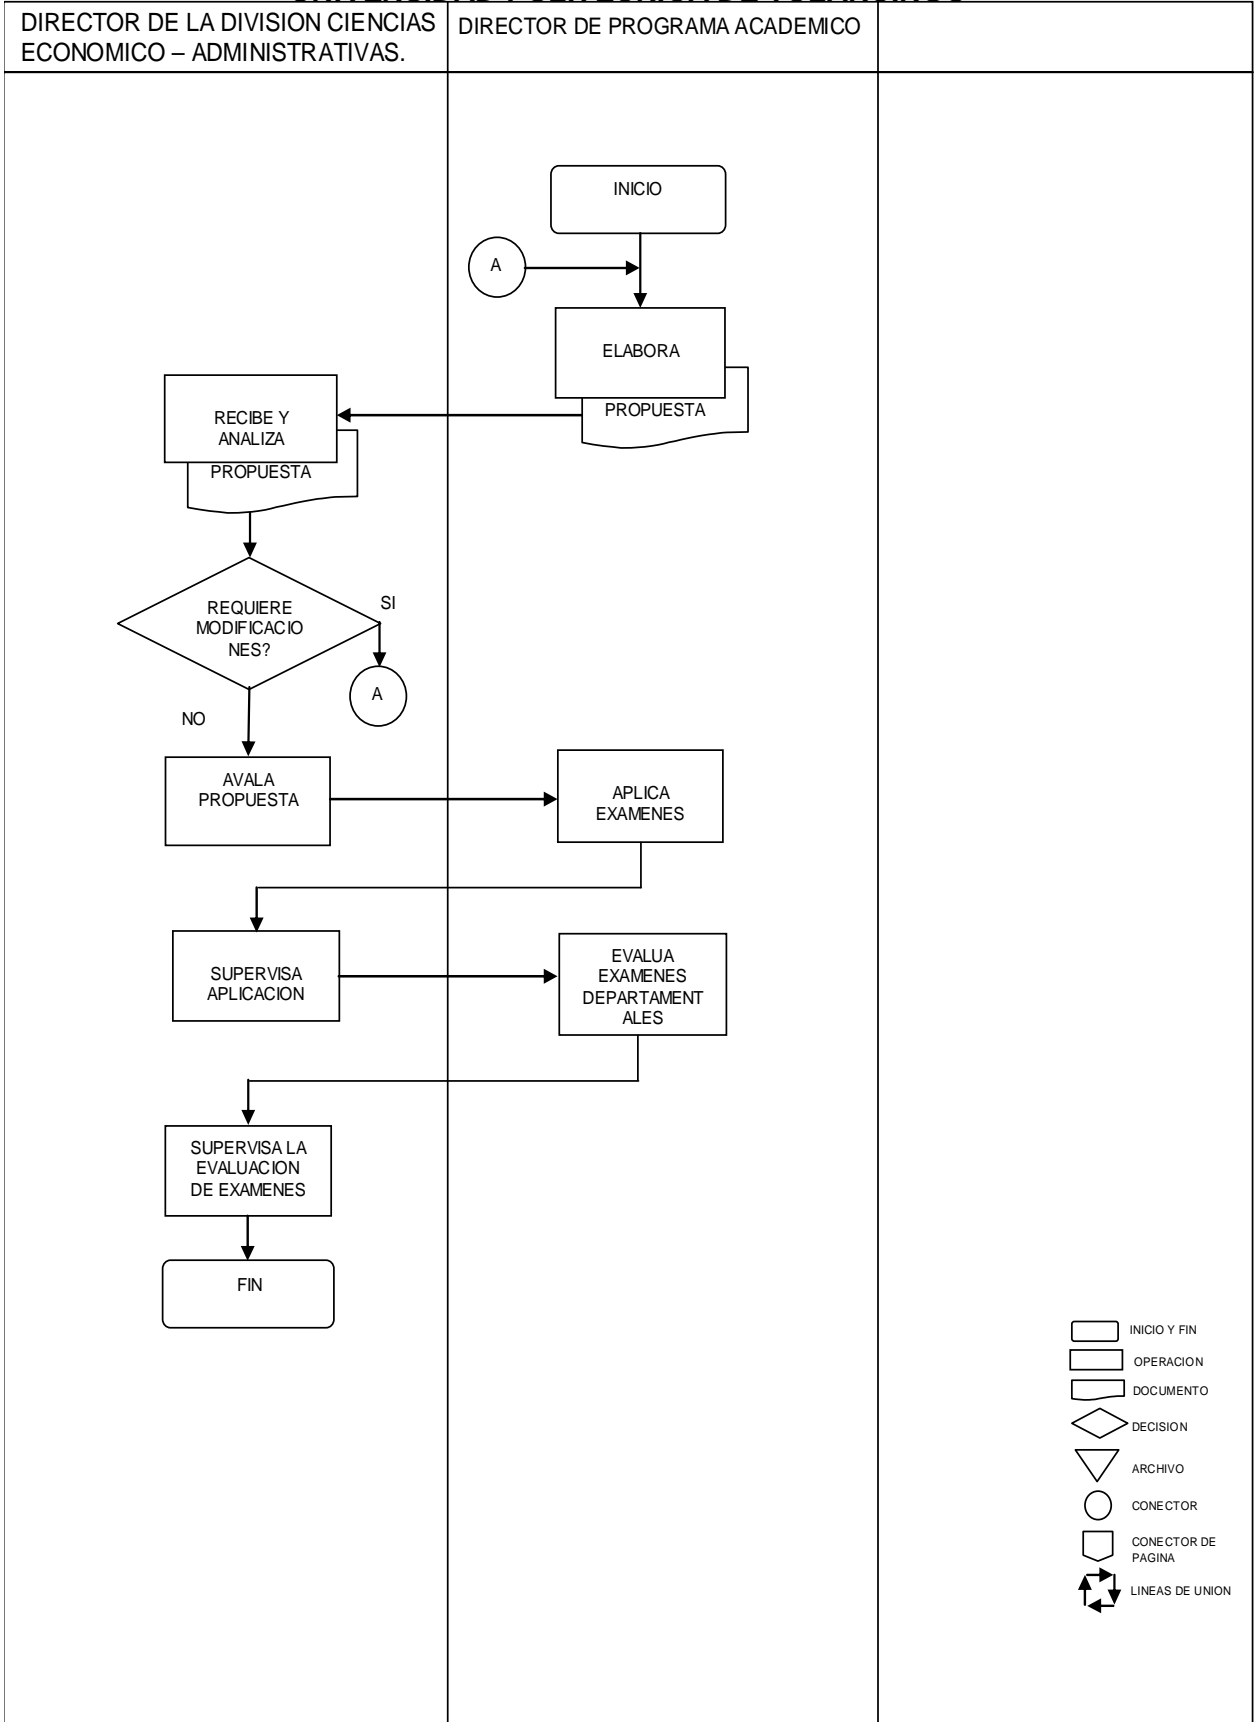 DIRECTOR DE LA DIVISION CIENCIAS
ECONOMICO – ADMINISTRATIVAS.
DIRECTOR DE PROGRAMA ACADEMICO
INICIO
A
ELABORA
PROPUESTA
RECIBE Y
ANALIZA
PROPUESTA
REQUIERE
MODIFICACIO
NES?
SI
A
NO
AVALA
PROPUESTA
APLICA
EXAMENES
SUPERVISA
APLICACION
EVALUA
EXAMENES
DEPARTAMENT
ALES
SUPERVISA LA
EVALUACION
DE EXAMENES
FIN
INICIO Y FIN
OPERACION
DOCUMENTO
DECISION
ARCHIVO
CONECTOR
CONECTOR DE
PAGINA
LINEAS DE UNION